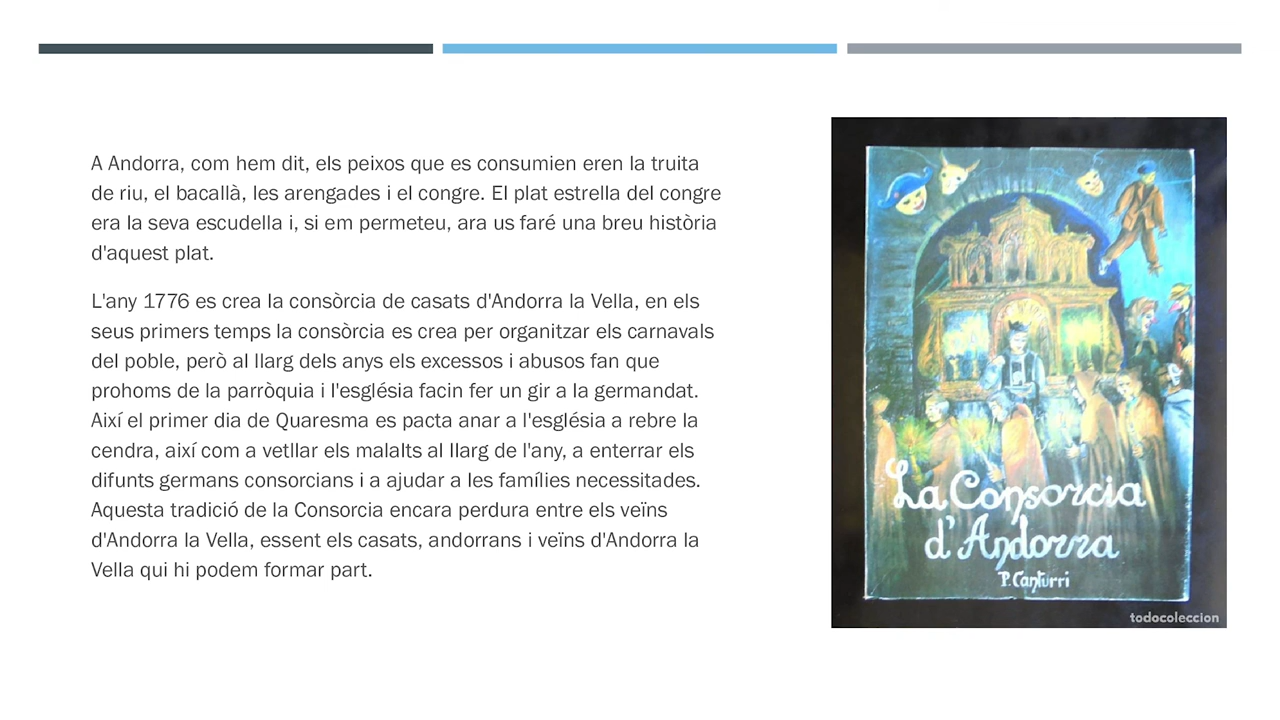 A Andorra, com hem dit, els peixos que es consumien eren la truita
de riu, el bacallà, les arengades i el congre. El plat estrella del congre
era la seva escudella i, si em permeteu, ara us faré una breu història
d'aquest plat.
L'any 1776 es crea la consòrcia de casats d'Andorra la Vella, en els
seus primers temps la consòrcia es crea per organitzar els carnavals
del poble, però al llarg dels anys els excessos i abusos fan que
prohoms de la parròquia i l'església facin fer un gir a la germandat.
Així el primer dia de Quaresma es pacta anar a l'església a rebre la
cendra, així com a vetllar els malalts al llarg de l'any, a enterrar els
difunts germans consorcians i a ajudar a les famílies necessitades.
Aquesta tradició de la Consorcia encara perdura entre els veïns
d'Andorra la Vella, essent els casats, andorrans i veïns d'Andorra la
Vella qui hi podem formar part.
La Consorcia
d'Andorra
P. Canturri
todocoleccion